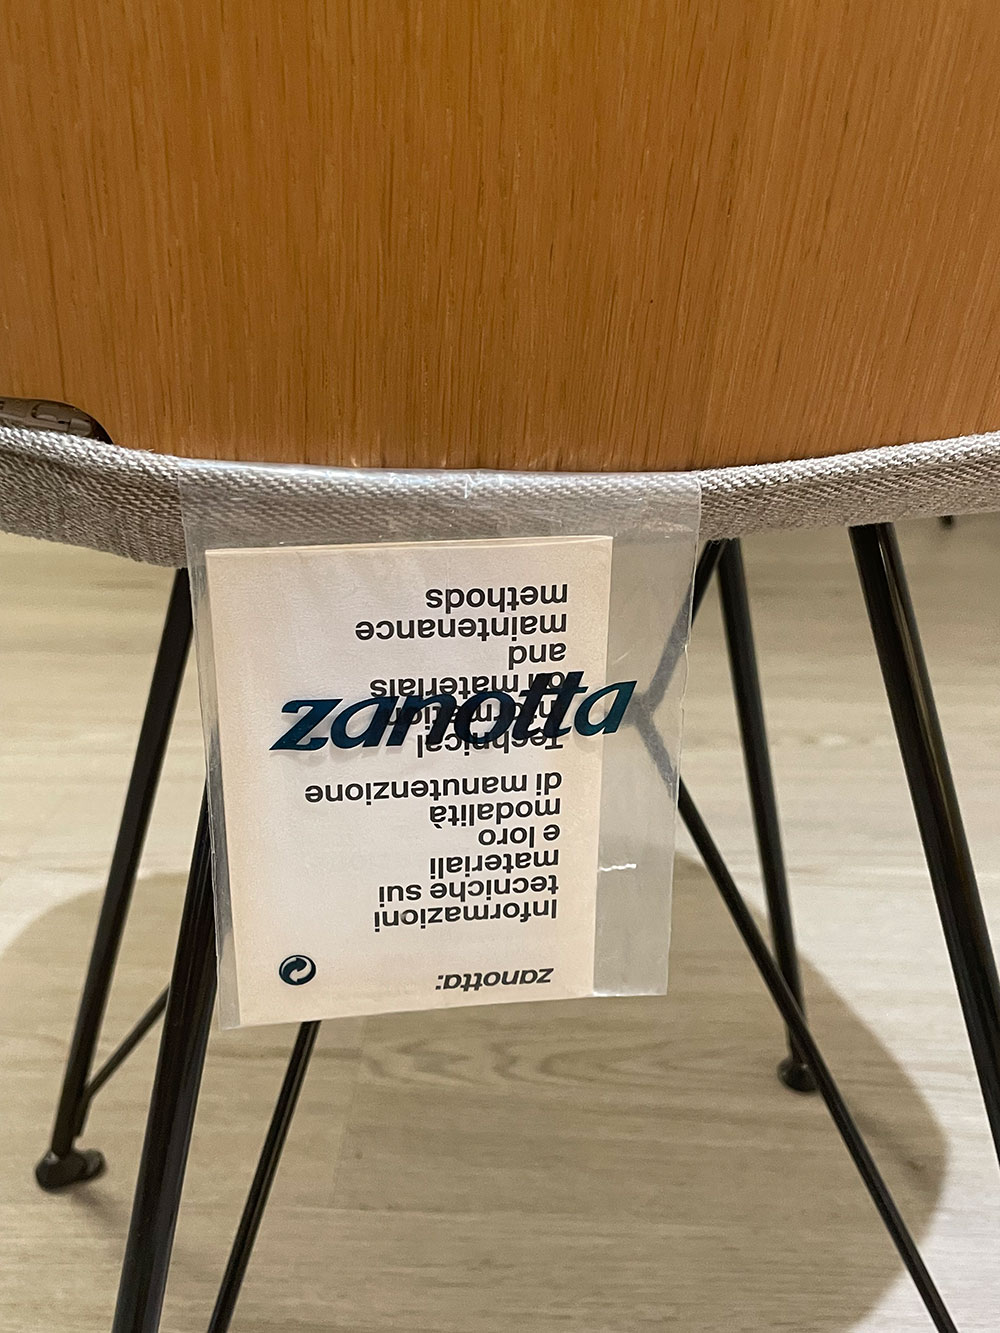 zanotta
zanotta:
Informazioni
tecniche sui
materiali
e loro
modalità
di manutenzione
Technical
information
on materials
and
maintenance
methods